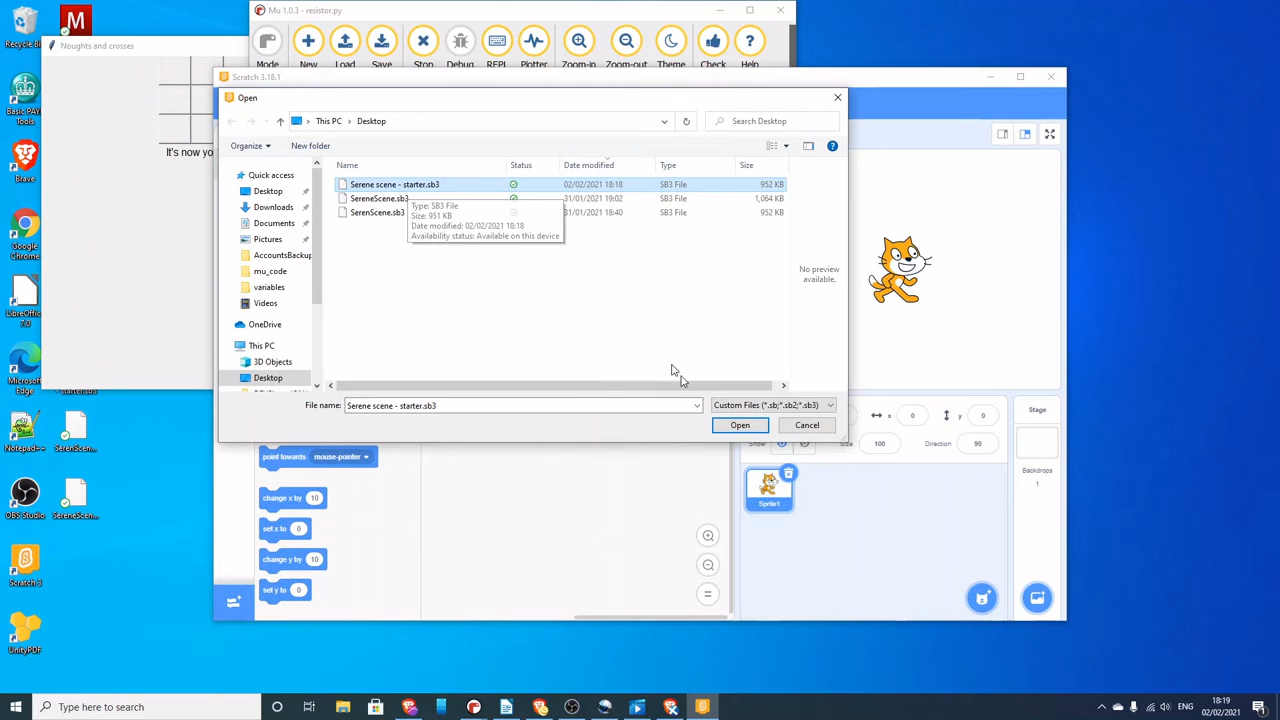 Recycle Bin
Mu 1.0.3 - resistor.py
Noughts and crosses
Mode
New
Load
Save
Stop
Debug
REPL
Plotter
Zoom-in
Zoom-out
Theme
Check
Help
Scratch 3.18.1
Open
This PC > Desktop
Search Desktop
Organize
New folder
Name
Status
Date modified
Type
Size
Quick access
Desktop
Downloads
Documents
Pictures
AccountsBackup
mu_code
variables
Videos
OneDrive
This PC
3D Objects
Desktop
Serene scene - starter.sb3 02/02/2021 18:18 SB3 File 952 KB
SereneScene.sb3 31/01/2021 19:02 SB3 File 1,064 KB
SerenScene.sb3 31/01/2021 18:40 SB3 File 952 KB
Type: SB3 File
Size: 951 KB
Date modified: 02/02/2021 18:18
Availability status: Available on this device
No preview
available.
File name:
Serene scene - starter.sb3
Custom Files (*.sb;*.sb2;*.sb3)
Open
Cancel
It's now yo
Basic PAYE
Tools
Brave
Google
Chrome
LibreOffice
7.0
Microsoft
Edge
- starter.sb3
Notepad++
SerenScen...
OBS Studio
SereneScen...
Scratch 3
UnityPDF
point towards mouse-pointer
change x by 10
set x to 0
change y by 10
set y to 0
x 0 y 0
Show
Size
100
Direction
90
Sprite1
Stage
Backdrops
1
Type here to search
ENG
18:19
02/02/2021